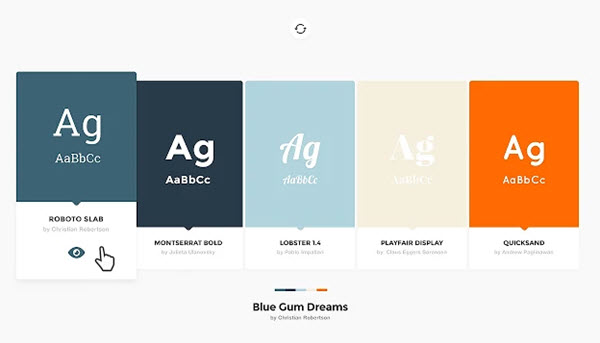 Ag
AaBbCc
ROBOTO SLAB
by Christian Robertson
Ag
AaBbCc
MONTSERRAT BOLD
by Julieta Ulanovsky
Ag
AaBbCc
LOBSTER 1.4
by Pablo Impallari
Ag
AaBbCc
PLAYFAIR DISPLAY
by Claus Eggers Sørensen
Ag
AaBbCc
QUICKSAND
by Andrew Paglinawan
Blue Gum Dreams
by Christian Robertson